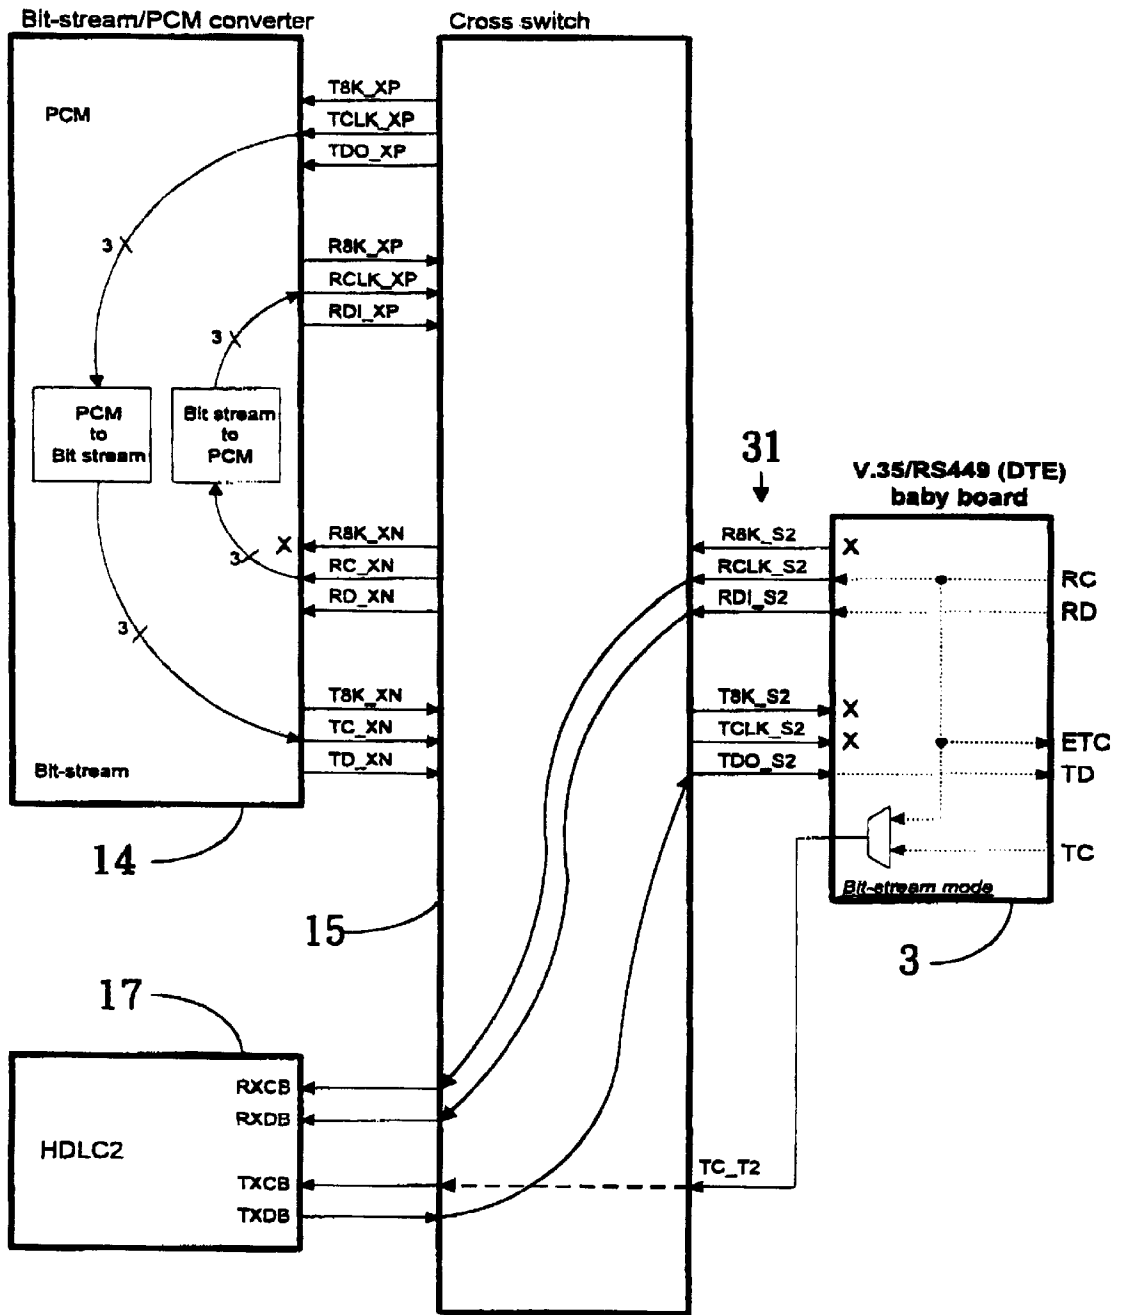 Bit-stream/PCM converter
Cross switch
PCM
T8K_XP
TCLK_XP
TDO_XP
3
R8K_XP
RCLK_XP
RDI_XP
3
PCM
to
Bit stream
Bit stream
to
PCM
31
V.35/RS449 (DTE)
baby board
X
R8K_XN
RC_XN
RD_XN
3
R8K_S2
RCLK_S2
RDI_S2
X
RC
RD
3
T8K_XN
TC_XN
TD_XN
T8K_S2
TCLK_S2
TDO_S2
X
X
ETC
TD
Bit-stream
TC
Bit-stream mode
14
15
3
17
HDLC2
RXCB
RXDB
TXCB
TXDB
TC_T2